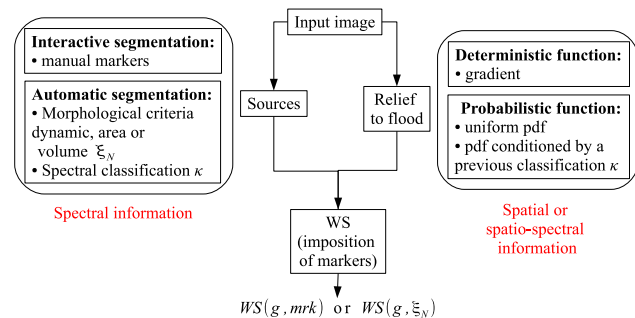 Input image
Interactive segmentation:
• manual markers
Automatic segmentation:
• Morphological criteria
dynamic, area or
volume ξN
• Spectral classification κ
Spectral information
Sources
Relief
to flood
WS
(imposition
of markers)
WS(g,mrk) or WS(g,ξN)
Deterministic function:
• gradient
Probabilistic function:
• uniform pdf
• pdf conditioned by a
previous classification κ
Spatial or
spatio-spectral
information